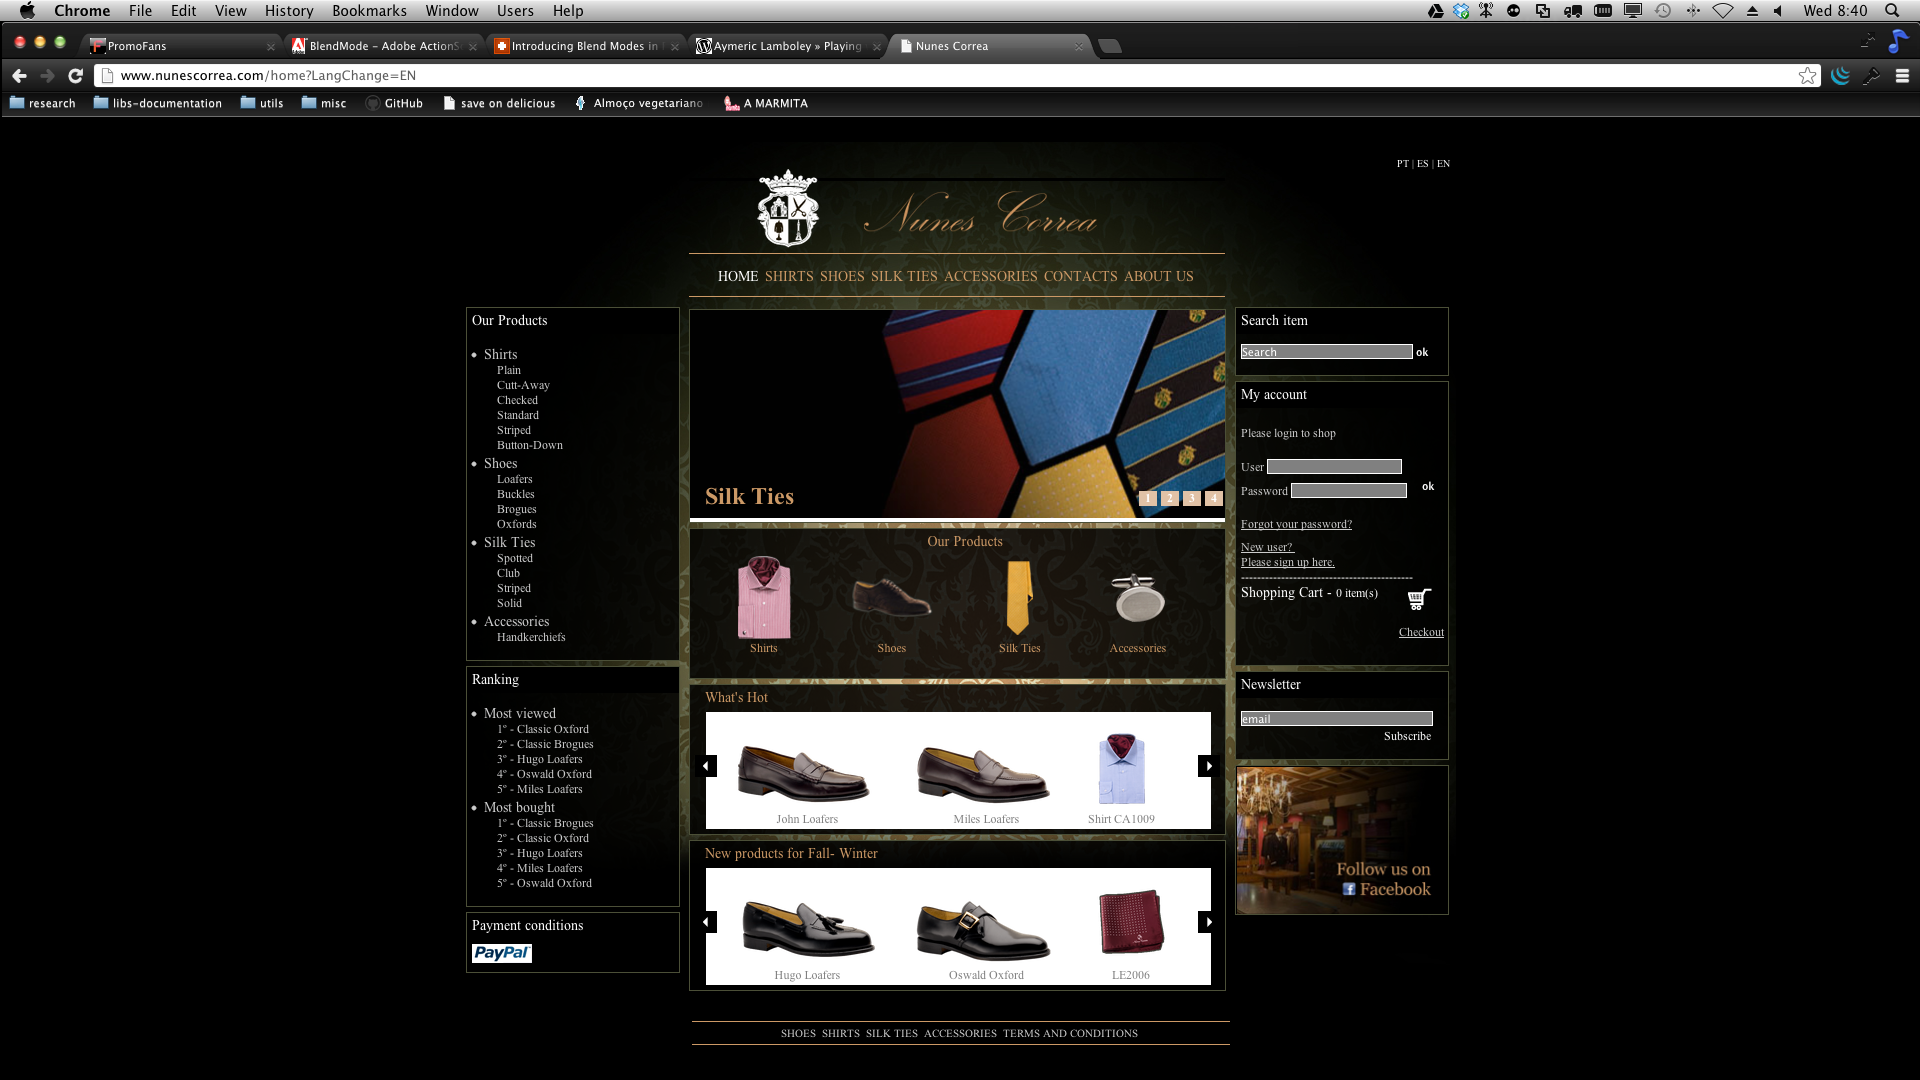 Chrome File Edit View History Bookmarks Window Users Help Wed 8:40
PromoFans
BlendMode - Adobe ActionS
Introducing Blend Modes in
Aymeric Lamboley » Playing
Nunes Correa
www.nunescorrea.com/home?LangChange=EN
research libs-documentation utils misc GitHub save on delicious Almoço vegetariano A MARMITA
PT | ES | EN
Nunes Correa
HOME SHIRTS SHOES SILK TIES ACCESSORIES CONTACTS ABOUT US
Our Products
Shirts
Plain
Cutt-Away
Checked
Standard
Striped
Button-Down
Shoes
Loafers
Buckles
Brogues
Oxfords
Silk Ties
Spotted
Club
Striped
Solid
Accessories
Handkerchiefs
Ranking
Most viewed
1º - Classic Oxford
2º - Classic Brogues
3º - Hugo Loafers
4º - Oswald Oxford
5º - Miles Loafers
Most bought
1º - Classic Brogues
2º - Classic Oxford
3º - Hugo Loafers
4º - Miles Loafers
5º - Oswald Oxford
Payment conditions
PayPal
Silk Ties
1 2 3 4
Our Products
Shirts Shoes Silk Ties Accessories
What's Hot
John Loafers Miles Loafers Shirt CA1009
New products for Fall- Winter
Hugo Loafers Oswald Oxford LE2006
Search item
Search ok
My account
Please login to shop
User
Password ok
Forgot your password?
New user?
Please sign up here.
-------------------------------------------
Shopping Cart - 0 item(s)
Checkout
Newsletter
email
Subscribe
Follow us on
Facebook
SHOES SHIRTS SILK TIES ACCESSORIES TERMS AND CONDITIONS